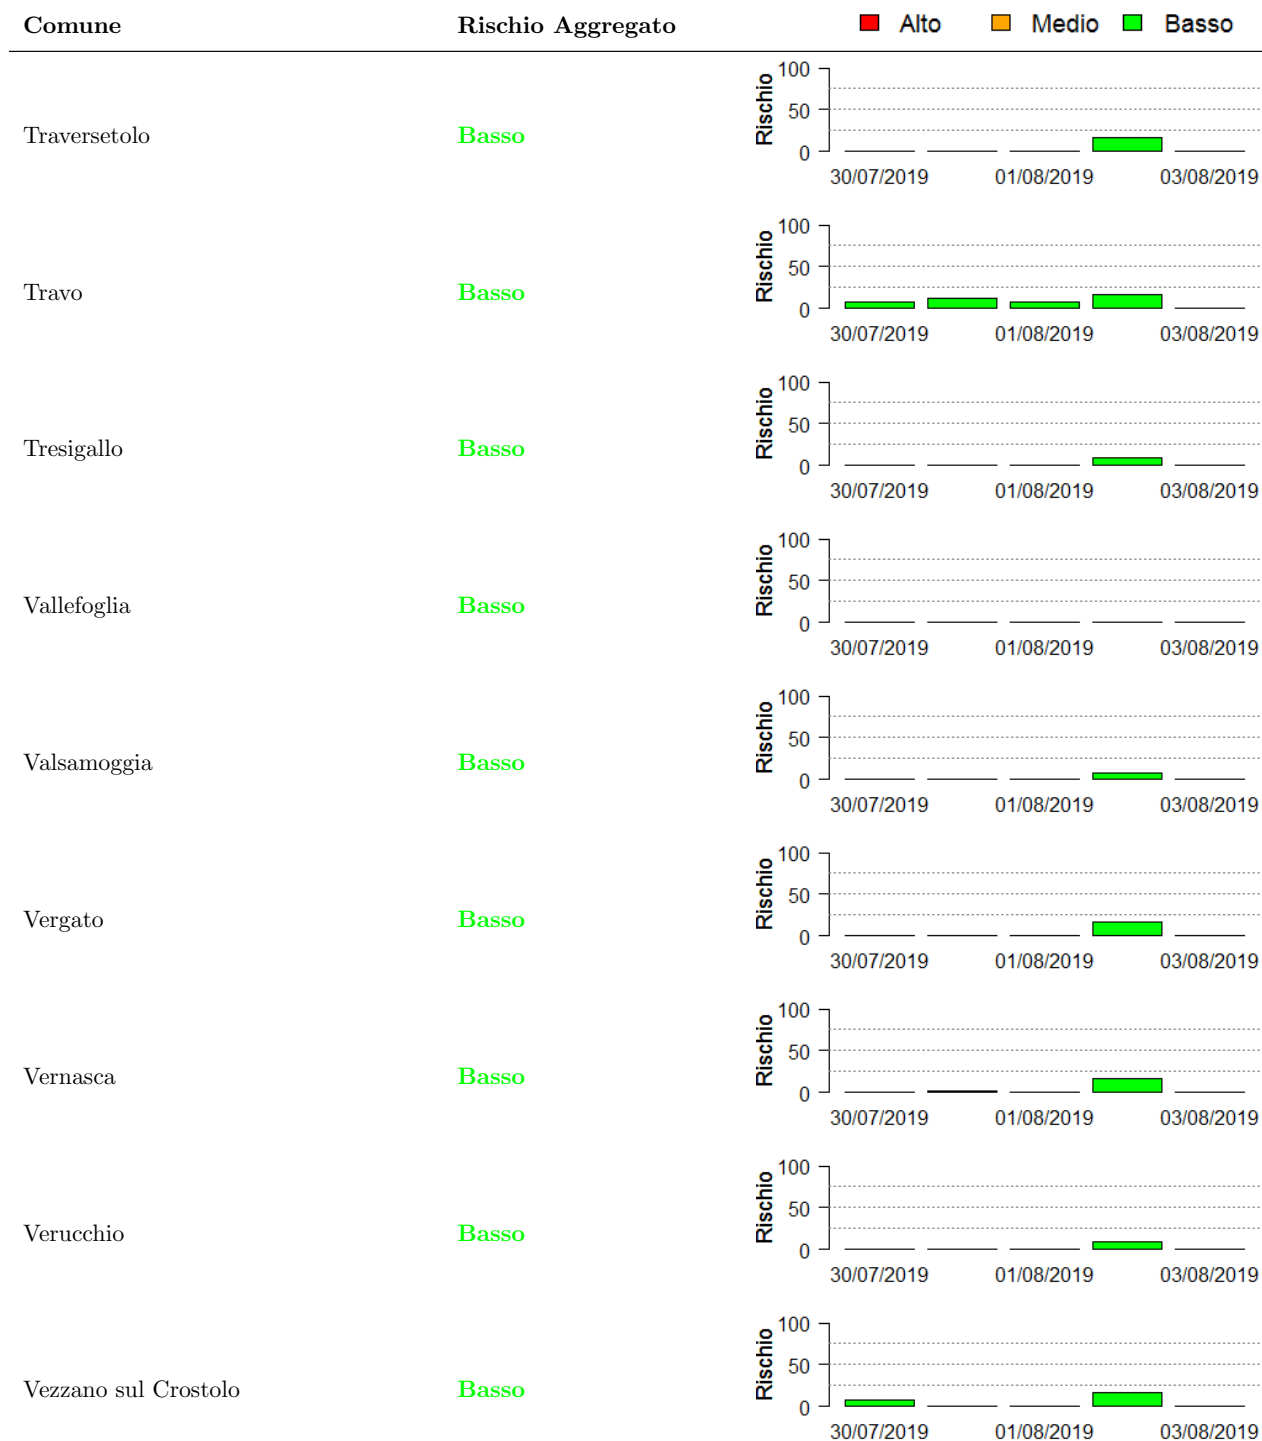 Comune Rischio Aggregato Alto Medio Basso
100
50
0
Rischio
Traversetolo Basso
30/07/2019 01/08/2019 03/08/2019
100
50
0
Rischio
Travo Basso
30/07/2019 01/08/2019 03/08/2019
100
50
0
Rischio
Tresigallo Basso
30/07/2019 01/08/2019 03/08/2019
100
50
0
Rischio
Vallefoglia Basso
30/07/2019 01/08/2019 03/08/2019
100
50
0
Rischio
Valsamoggia Basso
30/07/2019 01/08/2019 03/08/2019
100
50
0
Rischio
Vergato Basso
30/07/2019 01/08/2019 03/08/2019
100
50
0
Rischio
Vernasca Basso
30/07/2019 01/08/2019 03/08/2019
100
50
0
Rischio
Verucchio Basso
30/07/2019 01/08/2019 03/08/2019
100
50
0
Rischio
Vezzano sul Crostolo Basso
30/07/2019 01/08/2019 03/08/2019